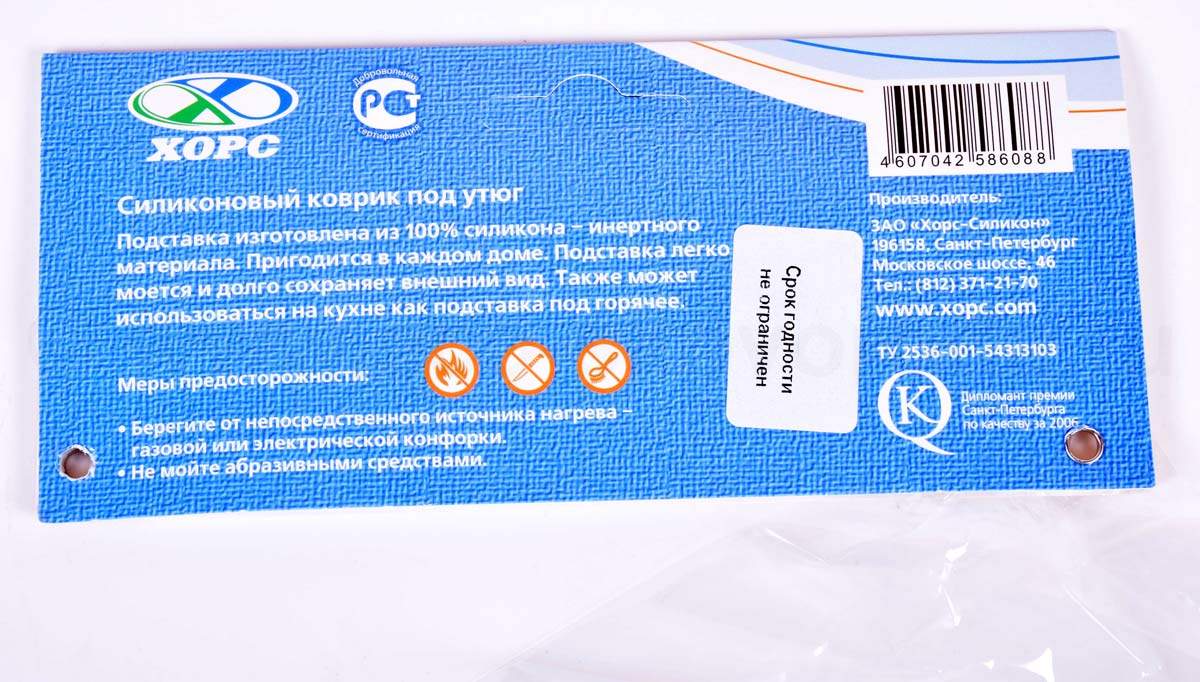 ХОРС
Добровольная
РСТ
сертификация
Силиконовый коврик под утюг
Подставка изготовлена из 100% силикона – инертного
материала. Пригодится в каждом доме. Подставка легко
моется и долго сохраняет внешний вид. Также может
использоваться на кухне как подставка под горячее.
Меры предосторожности:
• Берегите от непосредственного источника нагрева –
газовой или электрической конфорки.
• Не мойте абразивными средствами.
Срок годности
не ограничен
4 607042 586088
Производитель:
ЗАО «Хорс-Силикон»
196158, Санкт-Петербург
Московское шоссе, 46
Тел.: (812) 371-21-70
www.xopc.com
ТУ 2536-001-54313103
QK
Дипломант премии
Санкт-Петербурга
по качеству за 2006